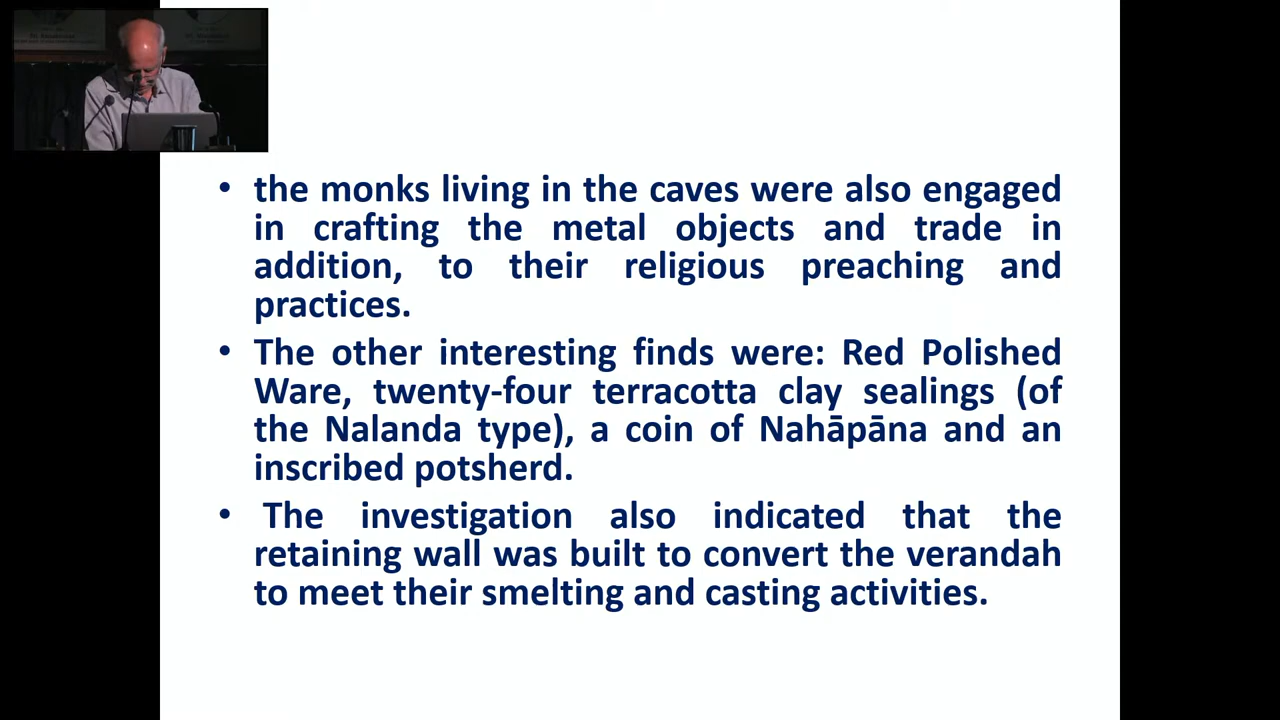 • the monks living in the caves were also engaged
in crafting the metal objects and trade in
addition, to their religious preaching and
practices.
• The other interesting finds were: Red Polished
Ware, twenty-four terracotta clay sealings (of
the Nalanda type), a coin of Nahāpāna and an
inscribed potsherd.
• The investigation also indicated that the
retaining wall was built to convert the verandah
to meet their smelting and casting activities.